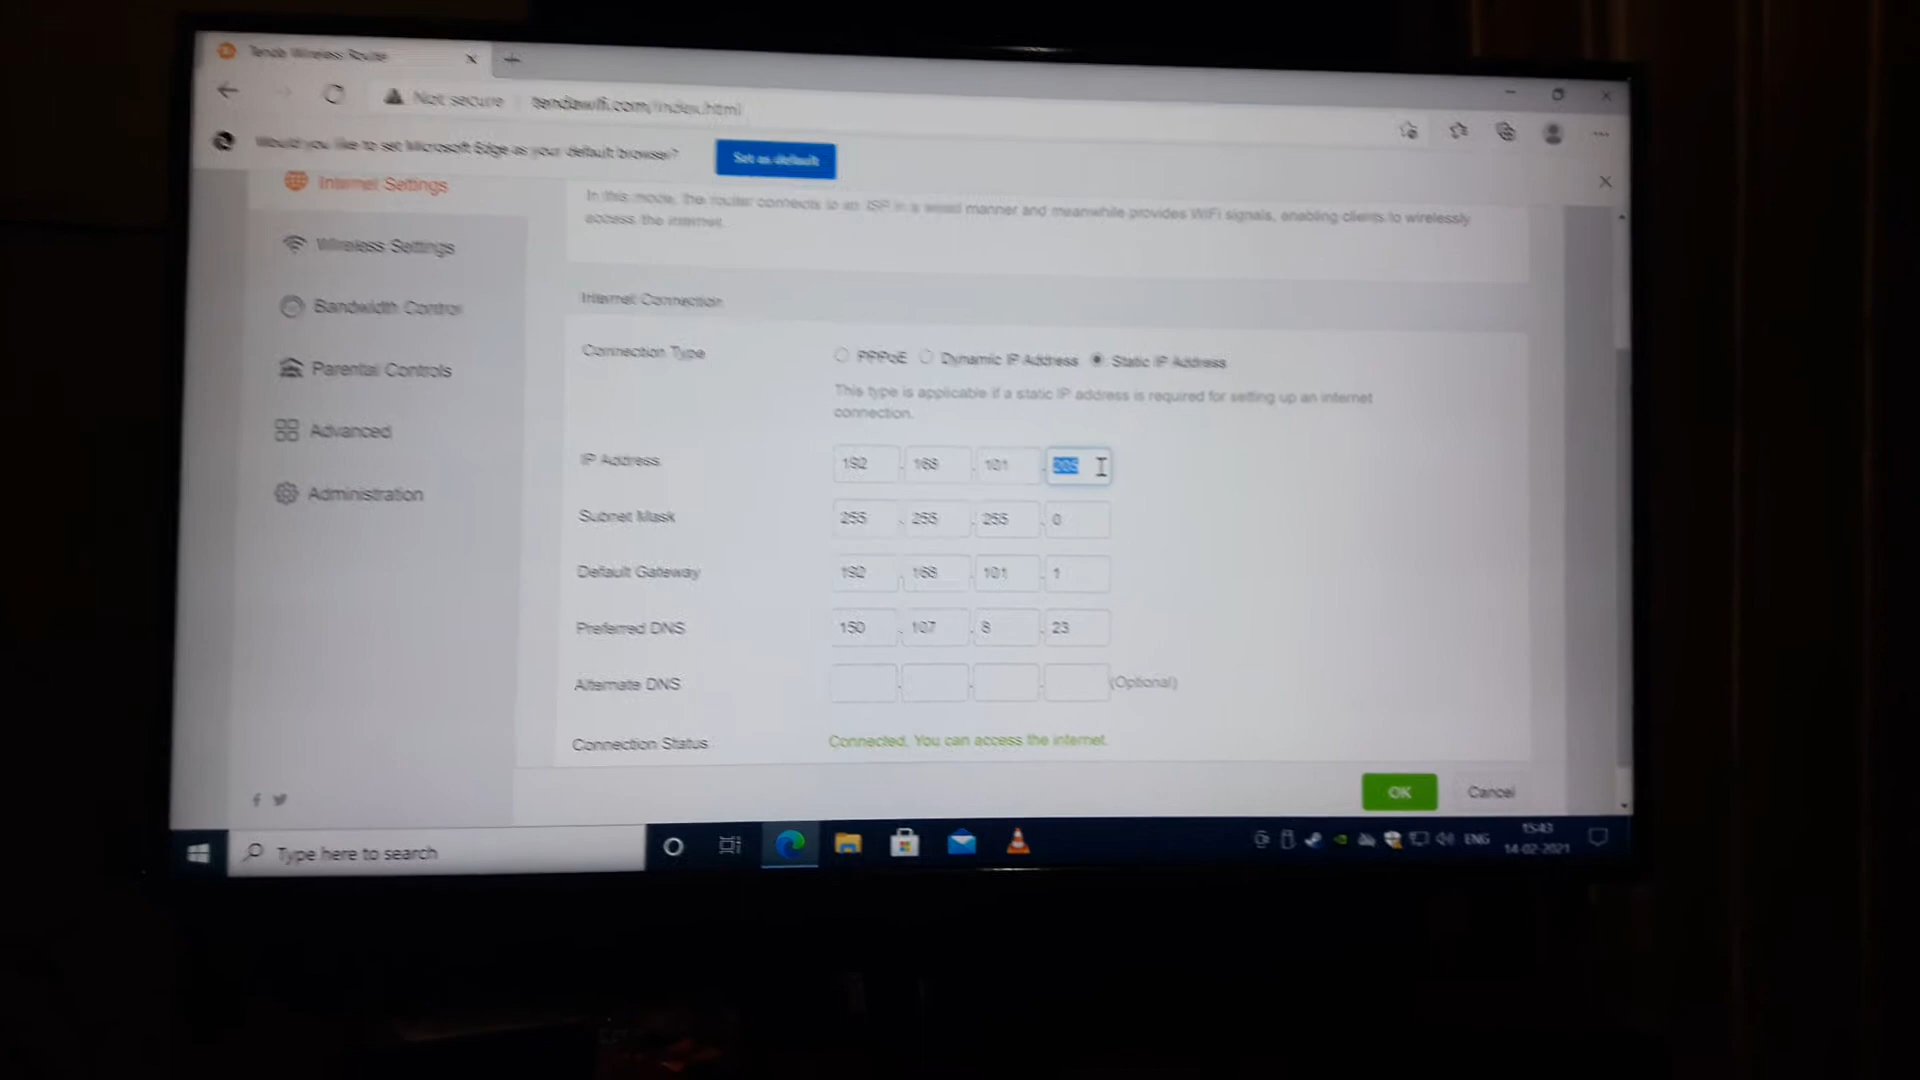 Tenda Wireless Route
Not secure tendawifi.com/index.html
Would you like to set Microsoft Edge as your default browser? Set as default
Internet Settings
In this mode, the router connects to an ISP in a wired manner and meanwhile provides WiFi signals, enabling clients to wirelessly
access the internet.
Wireless Settings
Internet Connection
Bandwidth Control
Connection Type PPPoE Dynamic IP Address Static IP Address
Parental Controls
This type is applicable if a static IP address is required for setting up an internet
connection.
Advanced
IP Address 192 . 168 . 101 .
Administration
Subnet Mask 255 . 255 . 255 . 0
Default Gateway 192 . 168 . 101 . 1
Preferred DNS 150 . 107 . 8 . 23
Alternate DNS . . . (Optional)
Connection Status Connected. You can access the internet.
OK Cancel
Type here to search
ENG
15:43
14-02-2021